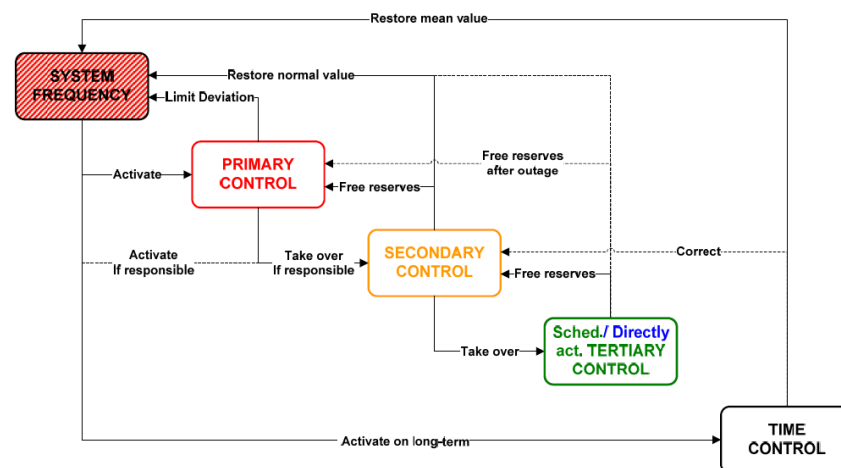 Restore mean value
SYSTEM
FREQUENCY
Restore normal value
Limit Deviation
PRIMARY
CONTROL
Activate
Free reserves
Free reserves
after outage
Activate
If responsible
Take over
If responsible
SECONDARY
CONTROL
Correct
Free reserves
Take over
Sched./ Directly
act. TERTIARY
CONTROL
Activate on long-term
TIME
CONTROL